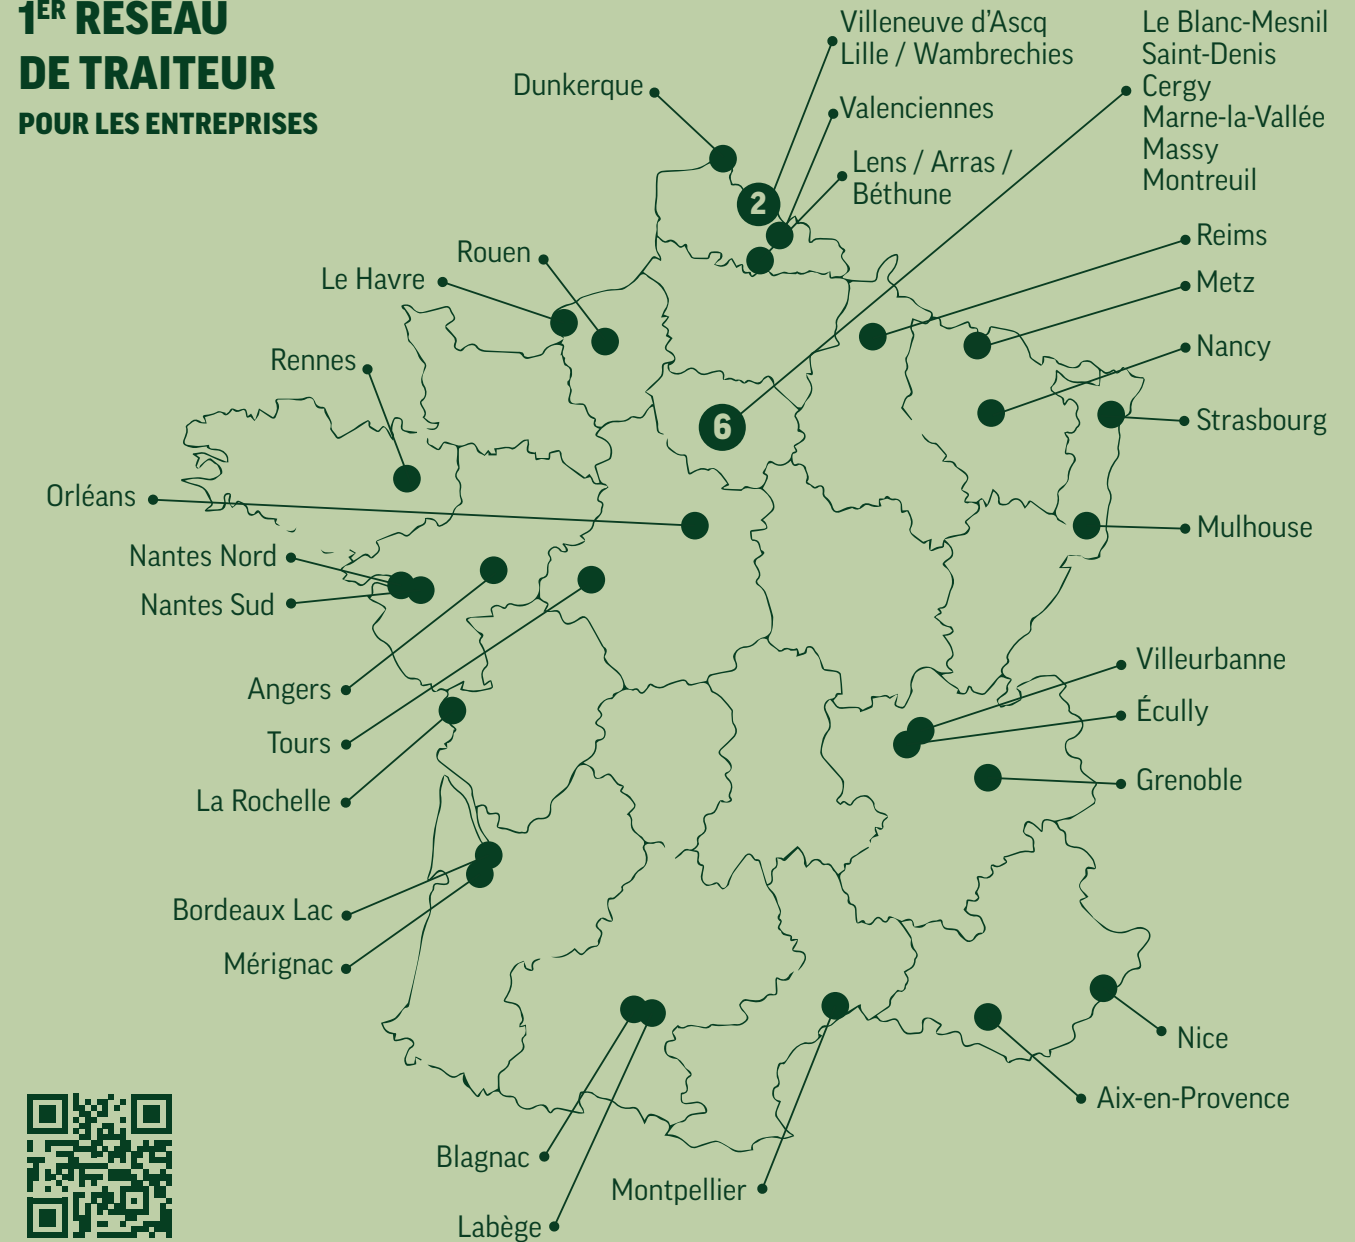 1ER RÉSEAU
DE TRAITEUR
POUR LES ENTREPRISES
Villeneuve d’Ascq
Lille / Wambrechies
Le Blanc-Mesnil
Saint-Denis
Cergy
Marne-la-Vallée
Massy
Montreuil
Dunkerque
Valenciennes
Lens / Arras /
Béthune
2
Rouen
Le Havre
Reims
Metz
Rennes
Nancy
6
Strasbourg
Orléans
Mulhouse
Nantes Nord
Nantes Sud
Angers
Tours
La Rochelle
Villeurbanne
Écully
Grenoble
Bordeaux Lac
Mérignac
Nice
Aix-en-Provence
Blagnac
Montpellier
Labège